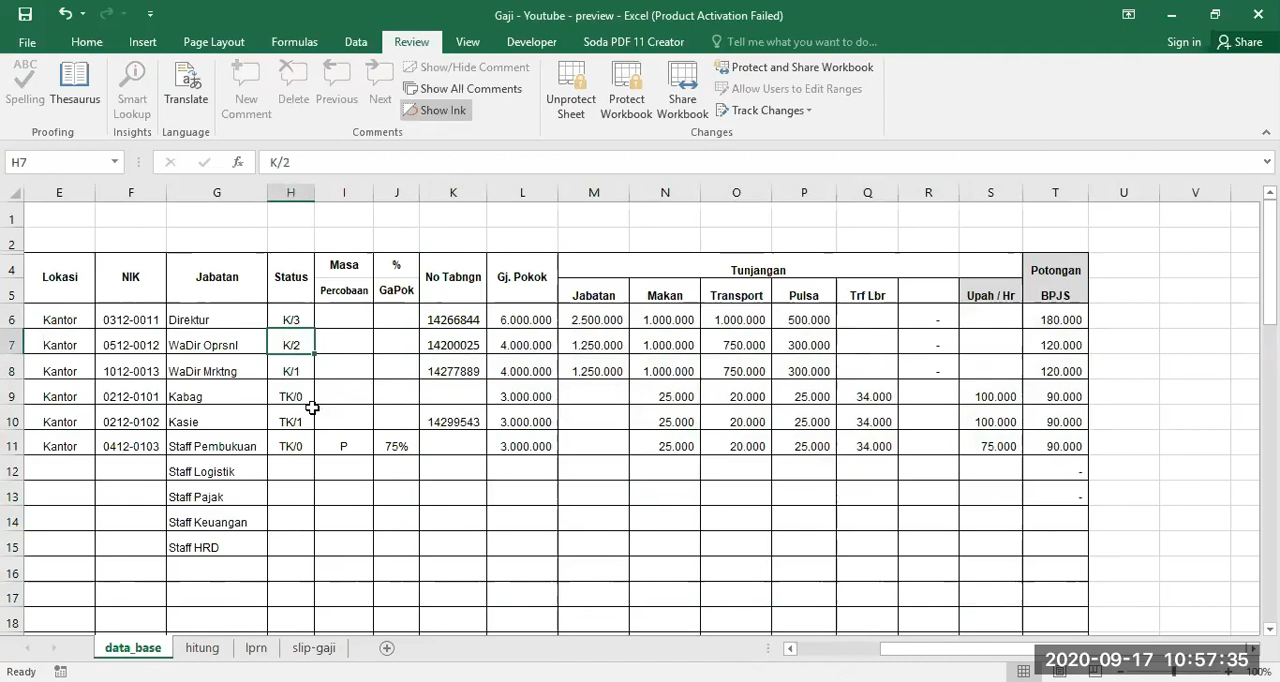 Gaji - Youtube - preview - Excel (Product Activation Failed)
File Home Insert Page Layout Formulas Data Review View Developer Soda PDF 11 Creator Tell me what you want to do... Sign in Share
ABC
Spelling Thesaurus Smart Lookup Translate New Comment Delete Previous Next Show/Hide Comment Show All Comments Show Ink Unprotect Sheet Protect Workbook Share Workbook Protect and Share Workbook Allow Users to Edit Ranges Track Changes
Proofing Insights Language Comments Changes
H7 fx K/2
E F G H I J K L M N O P Q R S T U V
1
2
4 Lokasi NIK Jabatan Status Masa % No Tabngn Gj. Pokok Tunjangan Potongan
5 Percobaan GaPok Jabatan Makan Transport Pulsa Trf Lbr Upah / Hr BPJS
6 Kantor 0312-0011 Direktur K/3 14266844 6.000.000 2.500.000 1.000.000 1.000.000 500.000 - 180.000
7 Kantor 0512-0012 WaDir Oprsnl K/2 14200025 4.000.000 1.250.000 1.000.000 750.000 300.000 - 120.000
8 Kantor 1012-0013 WaDir Mrktng K/1 14277889 4.000.000 1.250.000 1.000.000 750.000 300.000 - 120.000
9 Kantor 0212-0101 Kabag TK/0 3.000.000 25.000 20.000 25.000 34.000 100.000 90.000
10 Kantor 0212-0102 Kasie TK/1 14299543 3.000.000 25.000 20.000 25.000 34.000 100.000 90.000
11 Kantor 0412-0103 Staff Pembukuan TK/0 P 75% 3.000.000 25.000 20.000 25.000 34.000 75.000 90.000
12 Staff Logistik -
13 Staff Pajak -
14 Staff Keuangan
15 Staff HRD
16
17
18
data_base hitung lprn slip-gaji
Ready 2020-09-17 10:57:35 100%